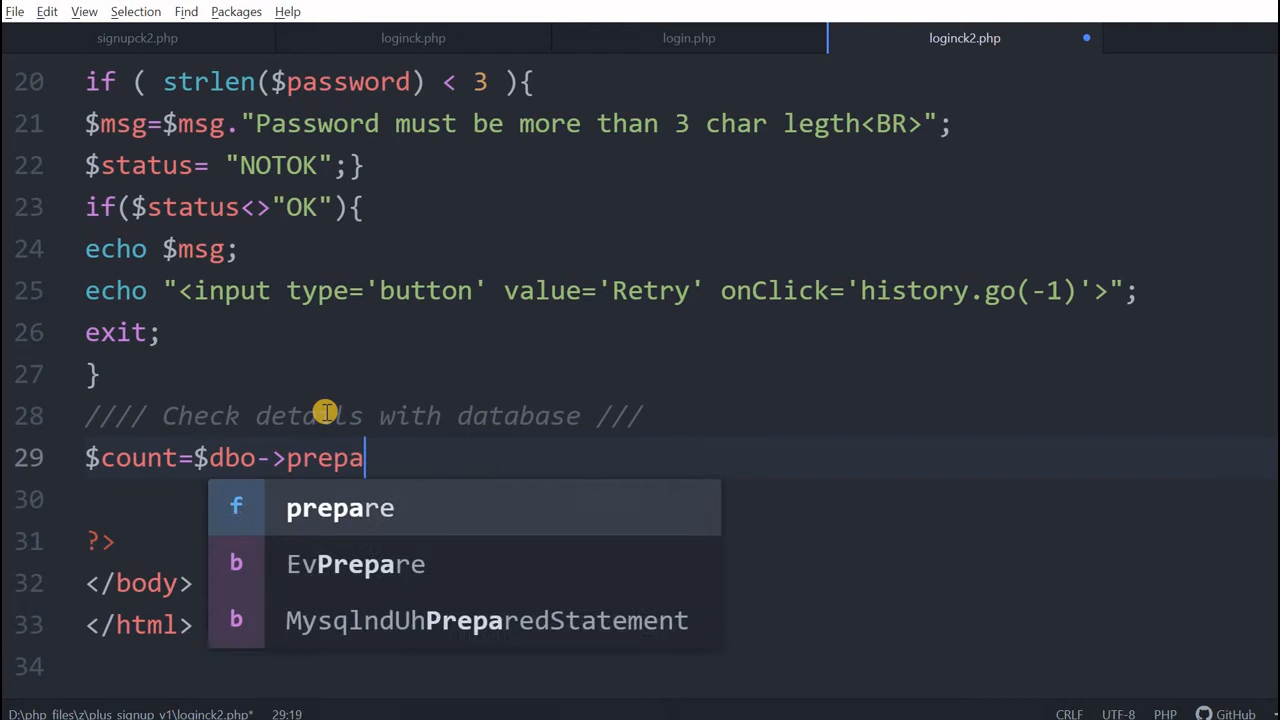 File Edit View Selection Find Packages Help
signupck2.php loginck.php login.php loginck2.php
20 if ( strlen($password) < 3 ){
21 $msg=$msg."Password must be more than 3 char legth<BR>";
22 $status= "NOTOK";}
23 if($status<>"OK"){
24 echo $msg;
25 echo "<input type='button' value='Retry' onClick='history.go(-1)'>";
26 exit;
27 }
28 //// Check details with database ///
29 $count=$dbo->prepa
30
f prepare
31 ?>
b EvPrepare
32 </body>
b MysqlndUhPreparedStatement
33 </html>
34
D:\php_files\z\plus_signup_v1\loginck2.php* 29:19 CRLF UTF-8 PHP GitHub